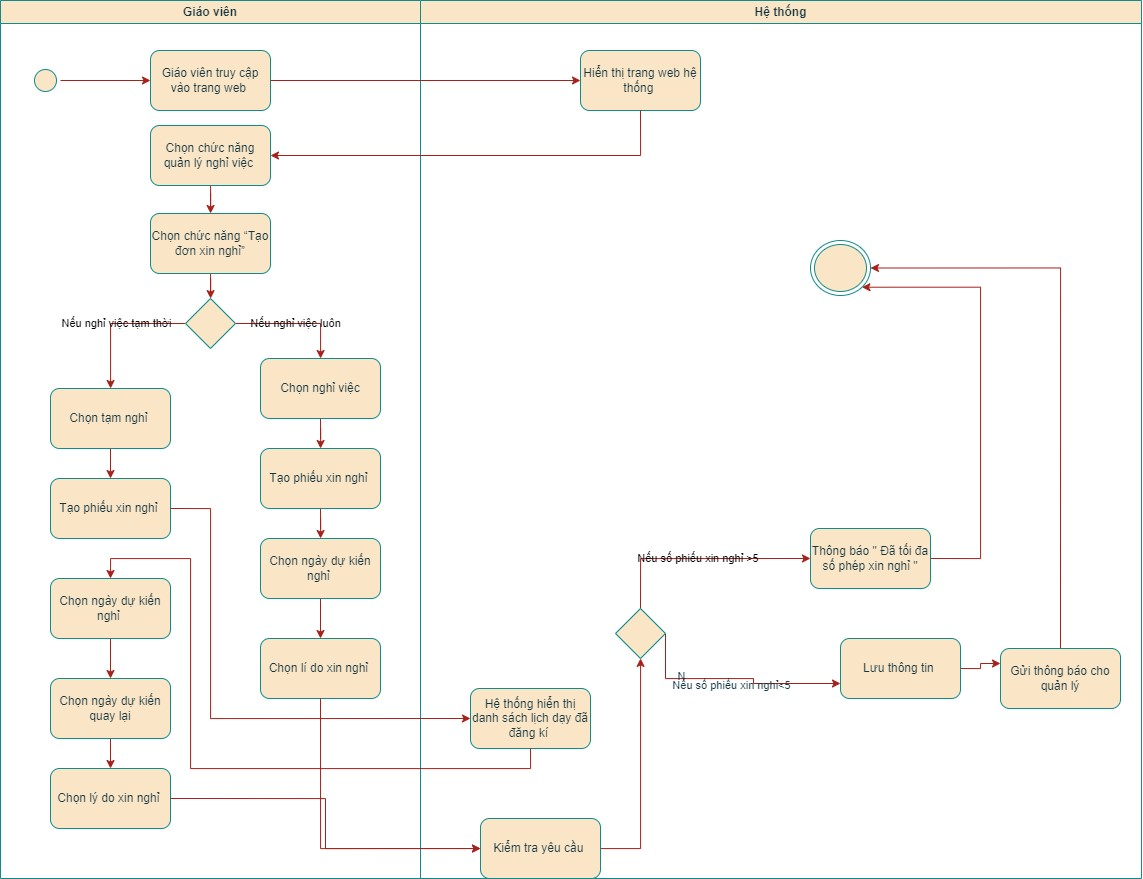 Giáo viên
Hệ thống
Giáo viên truy cập
vào trang web
Hiển thị trang web hệ
thống
Chọn chức năng
quản lý nghỉ việc
Chọn chức năng “Tạo
đơn xin nghỉ”
Nếu nghỉ việc tạm thời
Nếu nghỉ việc luôn
Chọn nghỉ việc
Chọn tạm nghỉ
Tạo phiếu xin nghỉ
Tạo phiếu xin nghỉ
Chọn ngày dự kiến
nghỉ
Chọn ngày dự kiến
nghỉ
Chọn lí do xin nghỉ
Chọn ngày dự kiến
quay lại
Chọn lý do xin nghỉ
Hệ thống hiển thị
danh sách lịch dạy đã
đăng kí
Kiểm tra yêu cầu
Nếu số phiếu xin nghỉ >5
Thông báo " Đã tối đa
số phép xin nghỉ "
N
Nếu số phiếu xin nghỉ<5
Lưu thông tin
Gửi thông báo cho
quản lý